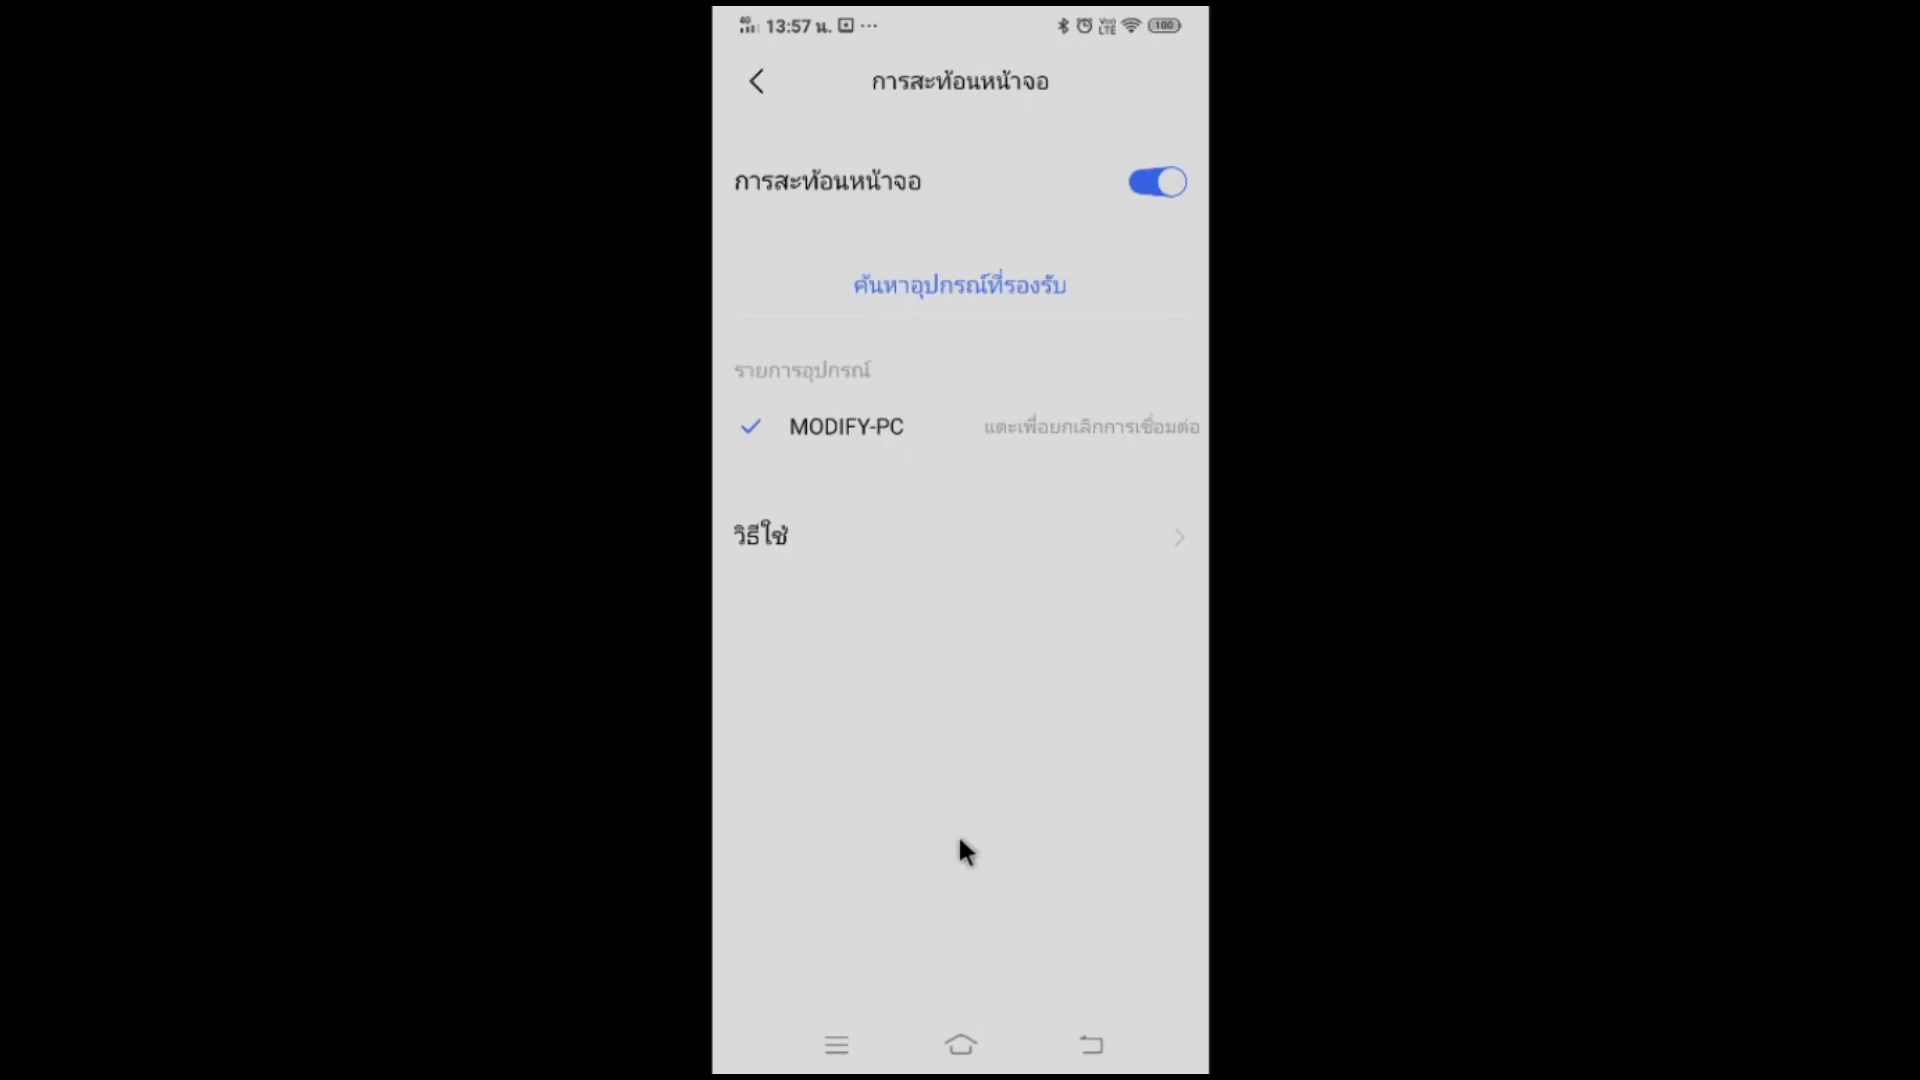 4G 13:57 น. ... Vo) LTE 100
การสะท้อนหน้าจอ
การสะท้อนหน้าจอ
ค้นหาอุปกรณ์ที่รองรับ
รายการอุปกรณ์
MODIFY-PC แตะเพื่อยกเลิกการเชื่อมต่อ
วิธีใช้